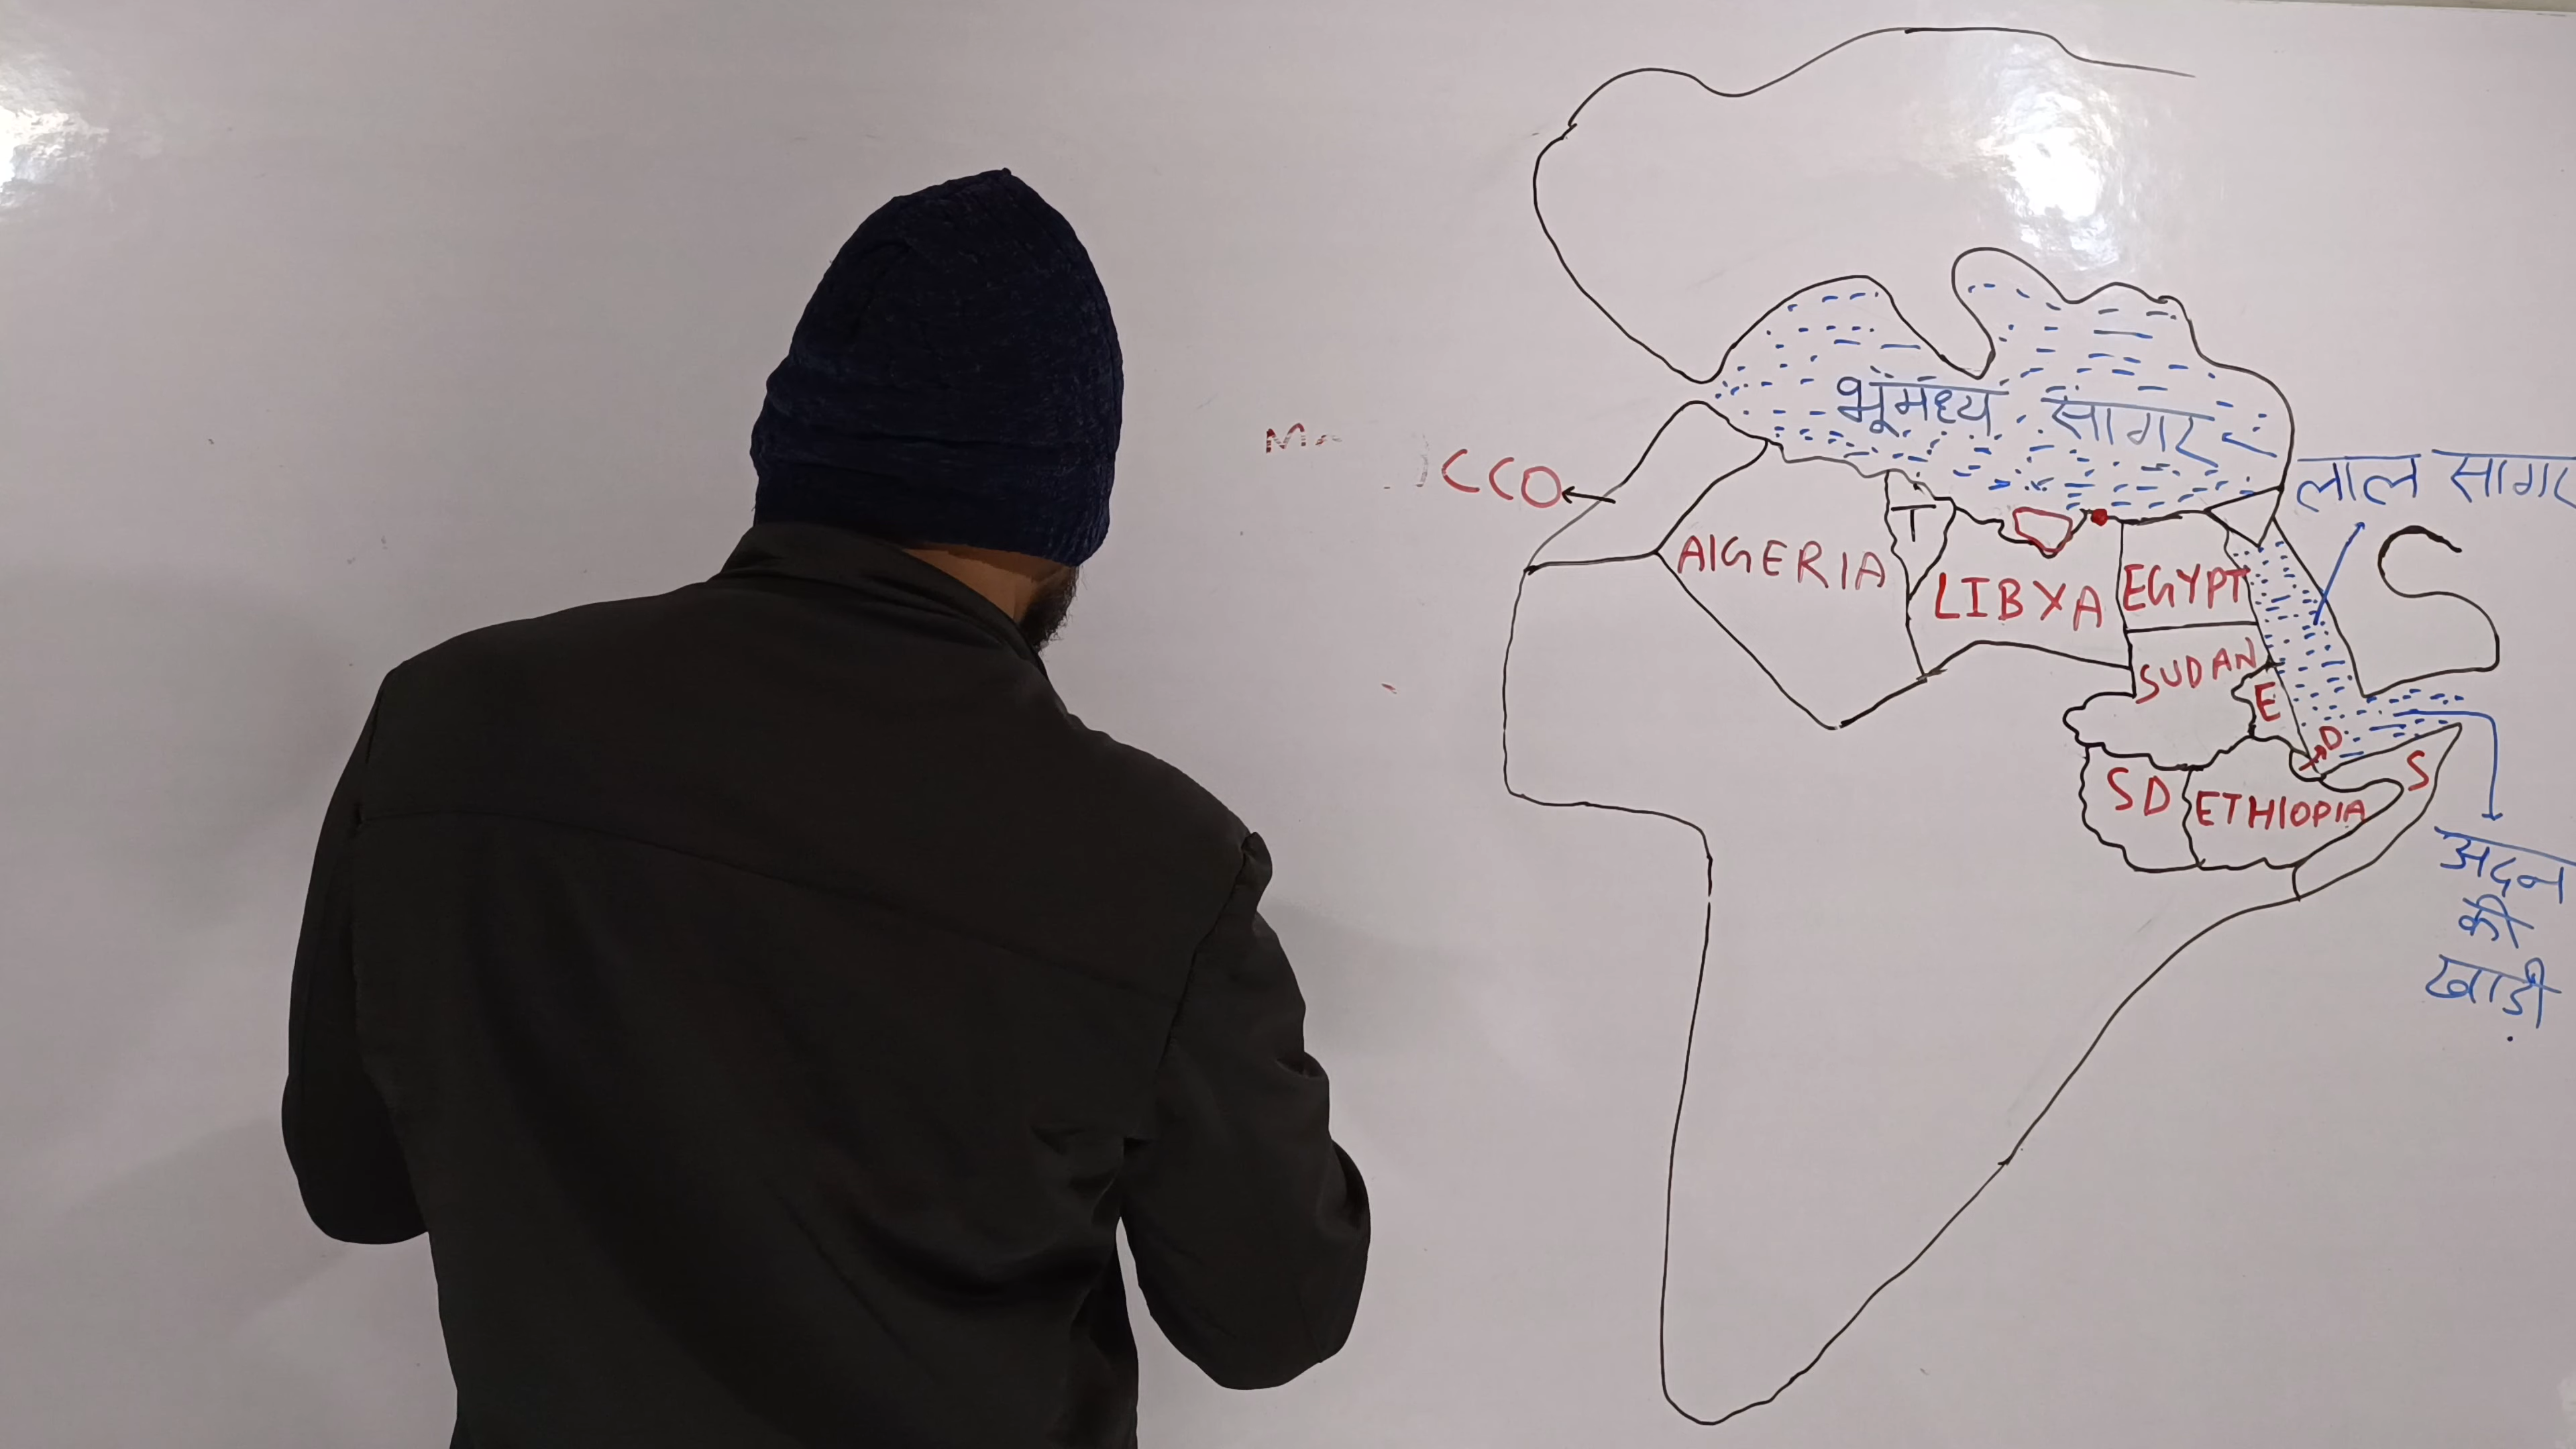 भूमध्य सागर
लाल सागर
CCO
AlGERIA
T
LIBYA
EGYPT
SUDAN
E
D
S
SD
ETHIOPIA
अदन
की
खाड़ी